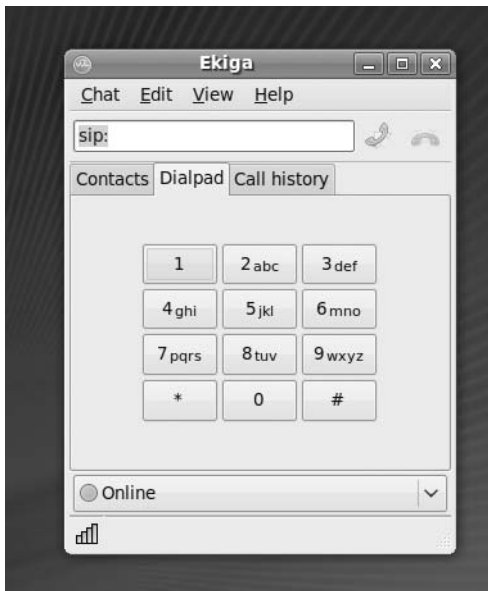 Ekiga
Chat Edit View Help
sip:
Contacts Dialpad Call history
1 2abc 3def
4ghi 5jkl 6mno
7pqrs 8tuv 9wxyz
* 0 #
Online